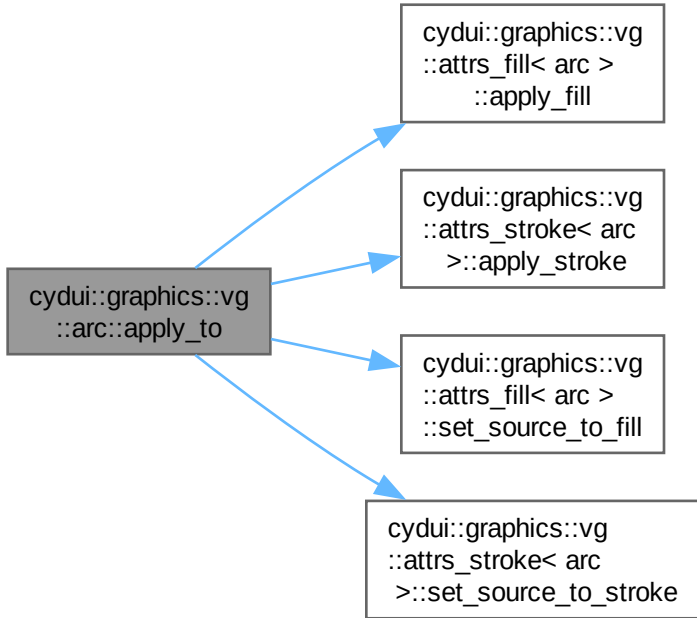 cydui::graphics::vg
::attrs_fill< arc >
::apply_fill
cydui::graphics::vg
::attrs_stroke< arc
>::apply_stroke
cydui::graphics::vg
::arc::apply_to
cydui::graphics::vg
::attrs_fill< arc >
::set_source_to_fill
cydui::graphics::vg
::attrs_stroke< arc
>::set_source_to_stroke